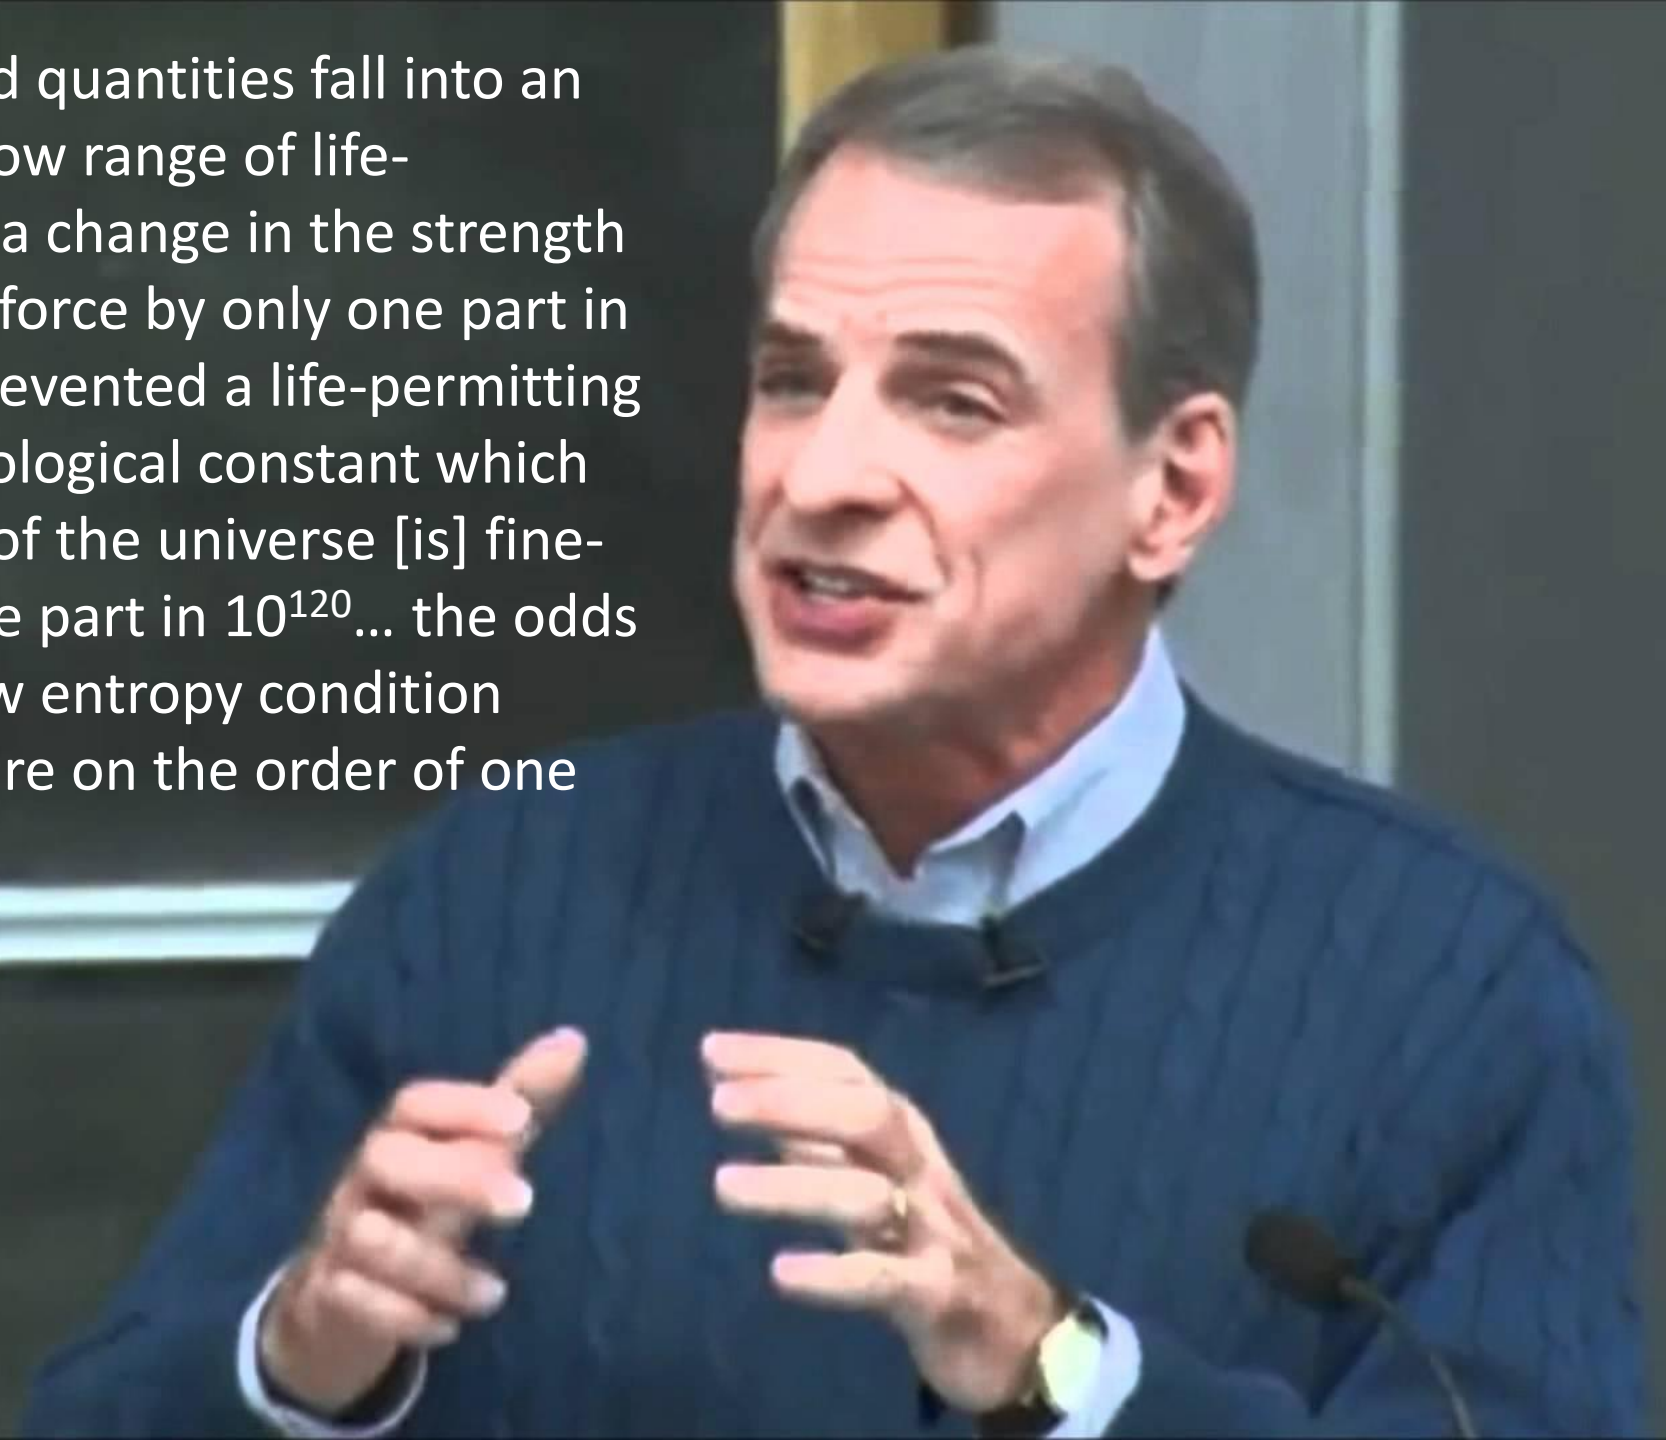 d quantities fall into an
ow range of life-
a change in the strength
force by only one part in
evented a life-permitting
ological constant which
of the universe [is] fine-
e part in 10¹²⁰... the odds
w entropy condition
re on the order of one